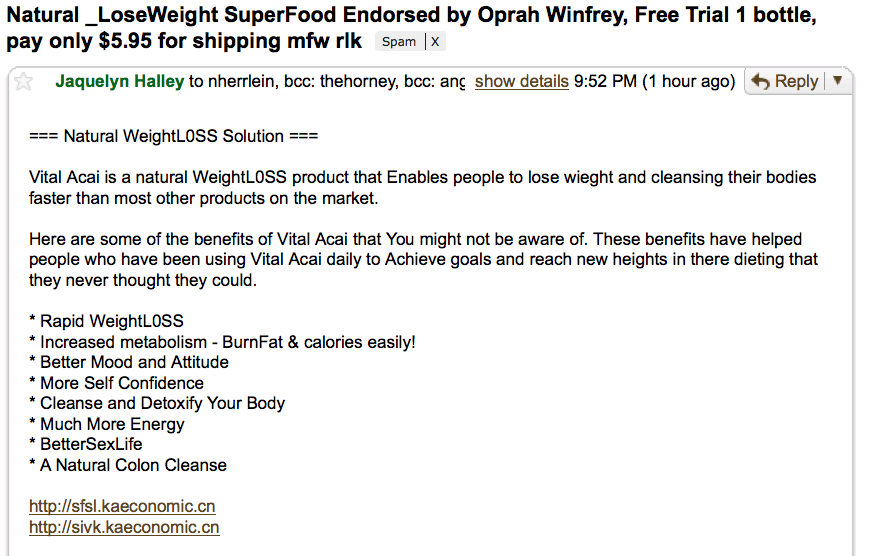 Natural _LoseWeight SuperFood Endorsed by Oprah Winfrey, Free Trial 1 bottle,
pay only $5.95 for shipping mfw rlk Spam X
Jaquelyn Halley to nherrlein, bcc: thehorney, bcc: ang show details 9:52 PM (1 hour ago) Reply
=== Natural WeightL0SS Solution ===
Vital Acai is a natural WeightL0SS product that Enables people to lose wieght and cleansing their bodies
faster than most other products on the market.
Here are some of the benefits of Vital Acai that You might not be aware of. These benefits have helped
people who have been using Vital Acai daily to Achieve goals and reach new heights in there dieting that
they never thought they could.
* Rapid WeightL0SS
* Increased metabolism - BurnFat & calories easily!
* Better Mood and Attitude
* More Self Confidence
* Cleanse and Detoxify Your Body
* Much More Energy
* BetterSexLife
* A Natural Colon Cleanse
http://sfsl.kaeconomic.cn
http://sivk.kaeconomic.cn